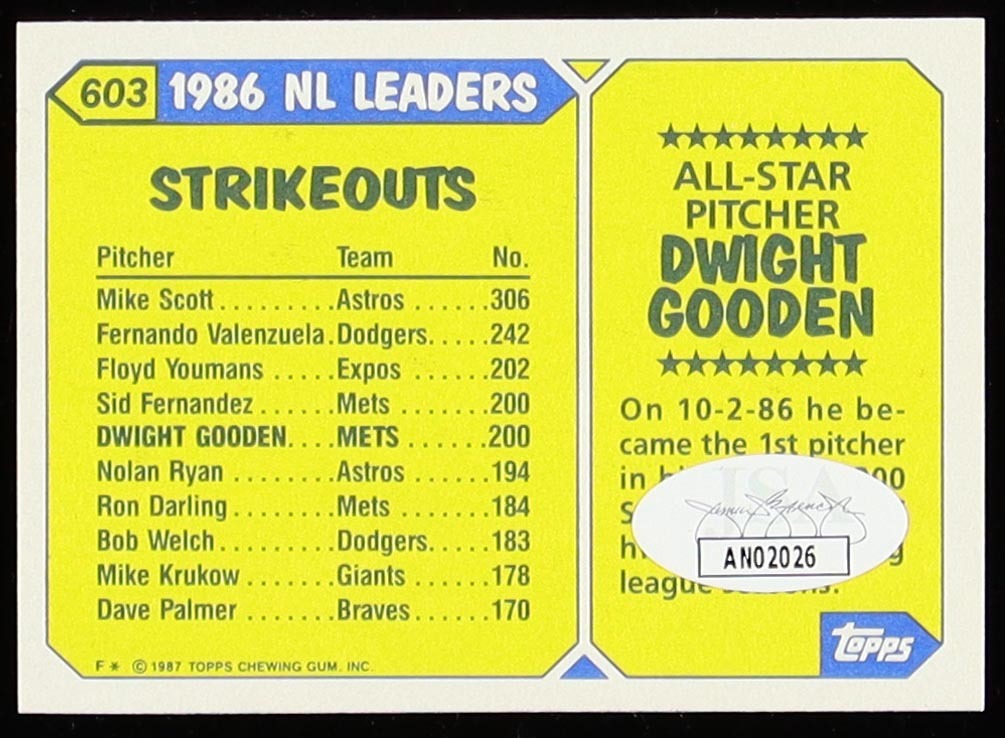 603 1986 NL LEADERS
STRIKEOUTS
Pitcher Team No.
Mike Scott.........Astros ......306
Fernando Valenzuela.Dodgers.....242
Floyd Youmans .....Expos .......202
Sid Fernandez......Mets .......200
DWIGHT GOODEN....METS ......200
Nolan Ryan ........Astros ......194
Ron Darling .......Mets .......184
Bob Welch.........Dodgers.....183
Mike Krukow .......Giants ......178
Dave Palmer .......Braves......170
F * © 1987 TOPPS CHEWING GUM, INC.
★★★★★★★★
ALL-STAR
PITCHER
DWIGHT
GOODEN
★★★★★★★★
On 10-2-86 he be-
came the 1st pitcher
in
league
JSA
AN02026
topps